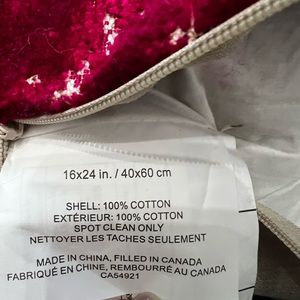 16x24 in. / 40x60 cm
SHELL: 100% COTTON
EXTÉRIEUR: 100% COTTON
SPOT CLEAN ONLY
NETTOYER LES TACHES SEULEMENT
MADE IN CHINA, FILLED IN CANADA
FABRIQUÉ EN CHINE, REMBOURRÉ AU CANADA
CA54921